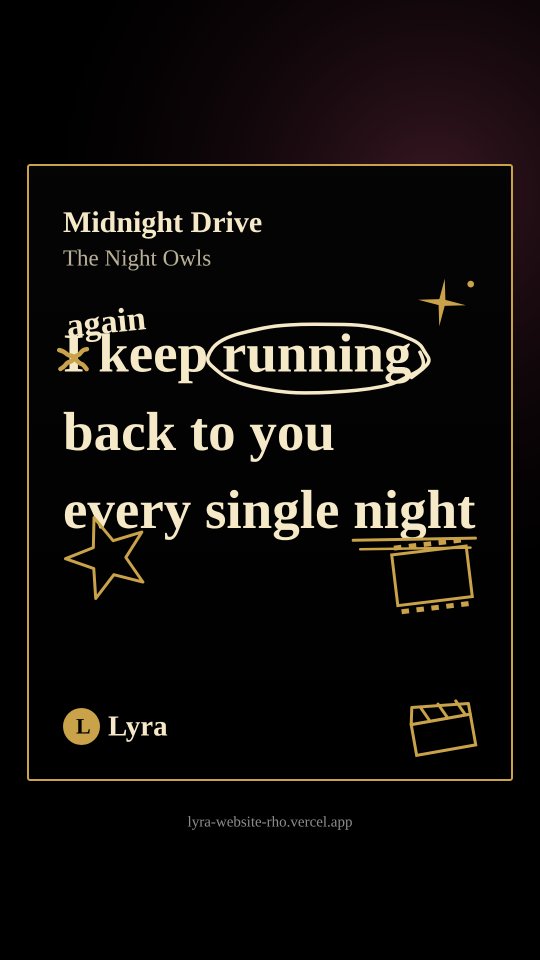 Midnight Drive
The Night Owls
again
I keep running
back to you
every single night
L Lyra
lyra-website-rho.vercel.app